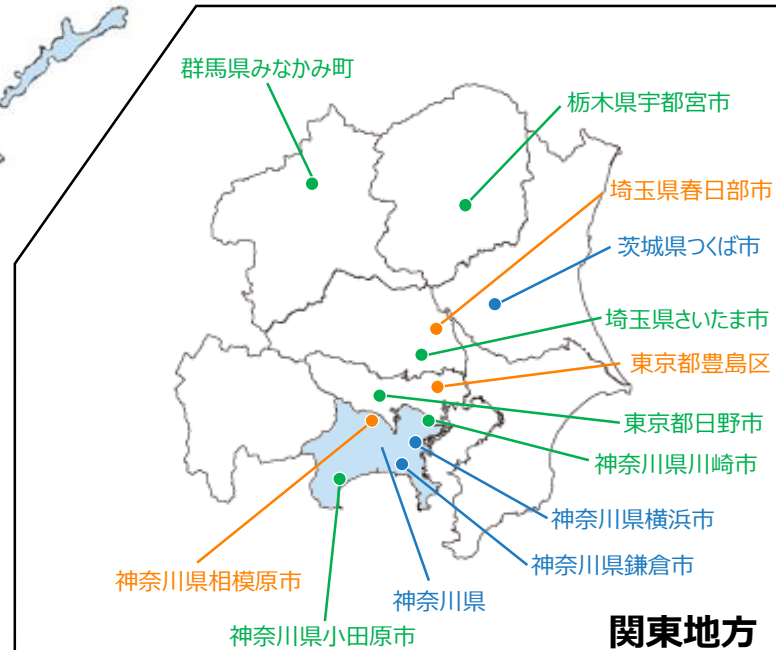 群馬県みなかみ町
栃木県宇都宮市
埼玉県春日部市
茨城県つくば市
埼玉県さいたま市
東京都豊島区
東京都日野市
神奈川県川崎市
神奈川県横浜市
神奈川県鎌倉市
神奈川県相模原市
神奈川県
神奈川県小田原市
関東地方